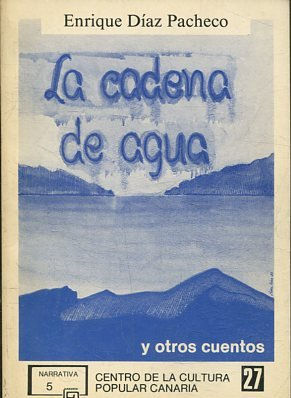 Enrique Díaz Pacheco
La cadena
de agua
y otros cuentos
NARRATIVA
5
CENTRO DE LA CULTURA
POPULAR CANARIA
27